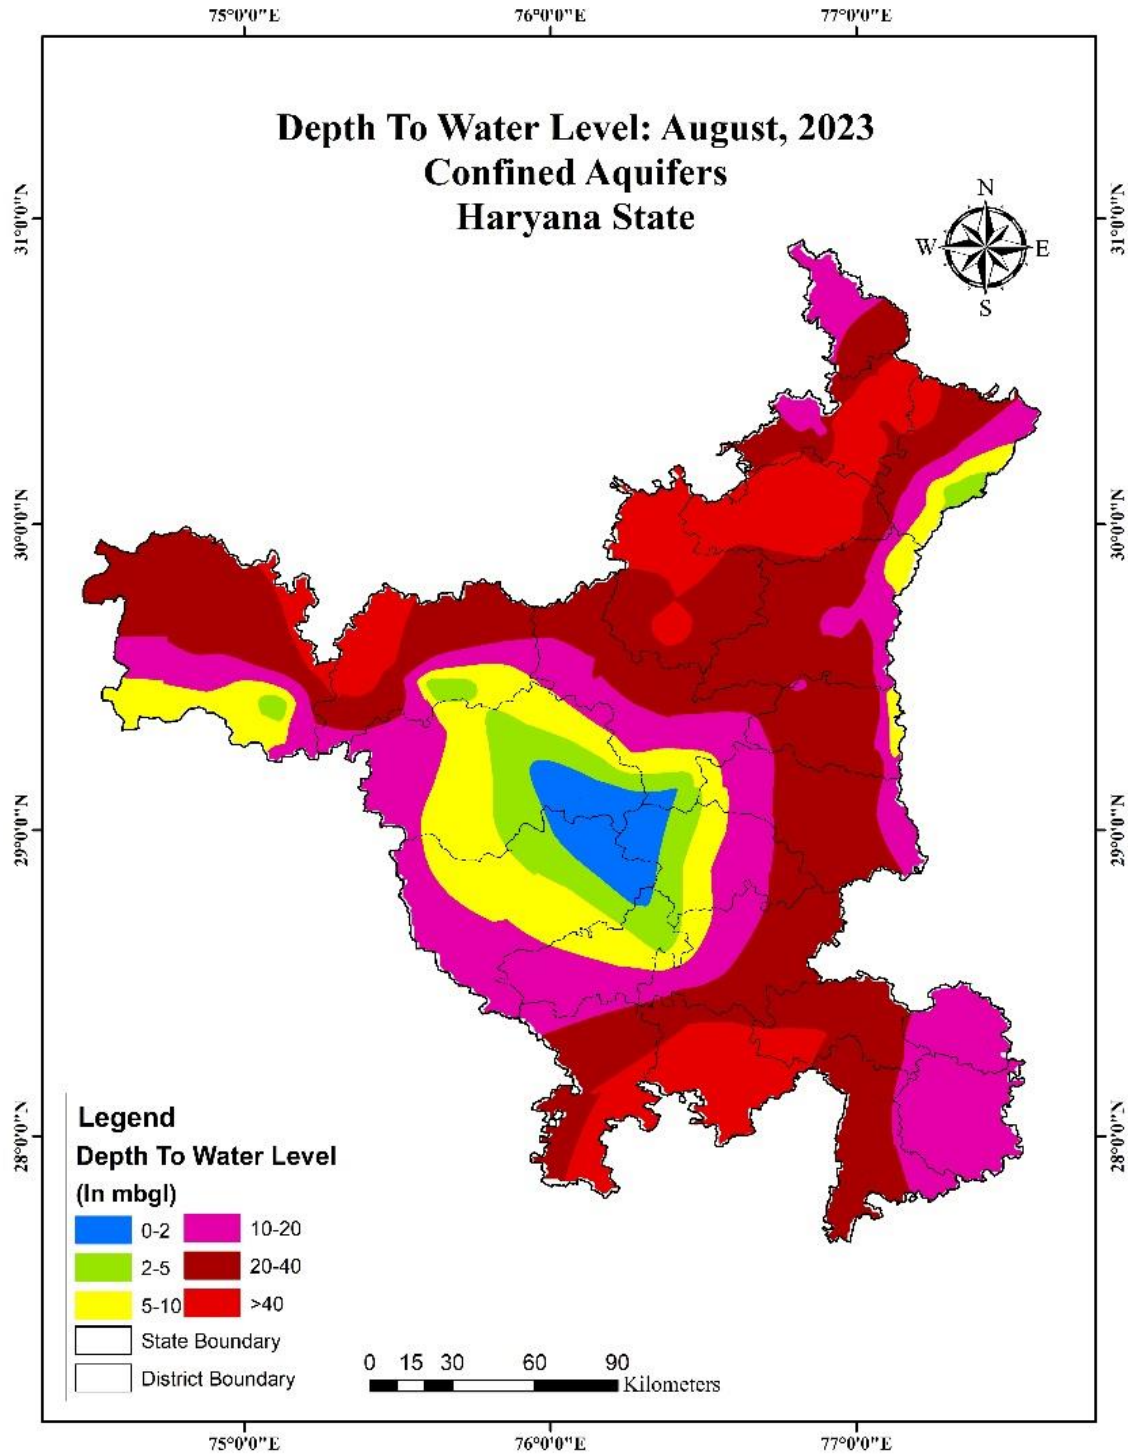 75°0'0"E 76°0'0"E 77°0'0"E
Depth To Water Level: August, 2023
Confined Aquifers
Haryana State
N
W E
S
31°0'0"N 31°0'0"N
30°0'0"N 30°0'0"N
29°0'0"N 29°0'0"N
28°0'0"N 28°0'0"N
Legend
Depth To Water Level
(In mbgl)
0-2 10-20
2-5 20-40
5-10 >40
State Boundary
District Boundary
0 15 30 60 90
Kilometers
75°0'0"E 76°0'0"E 77°0'0"E